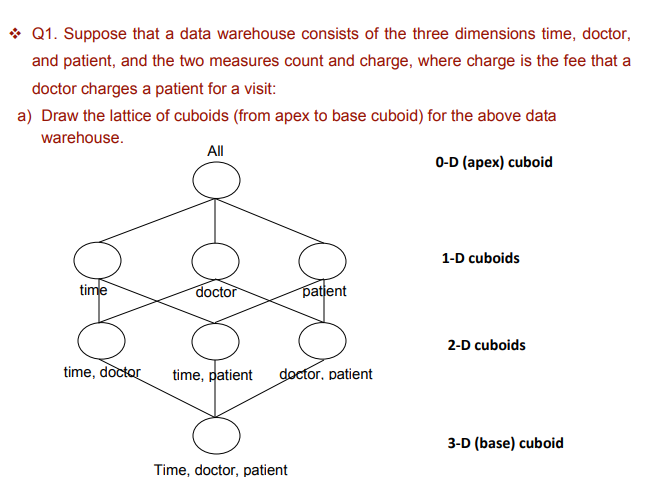 ❖ Q1. Suppose that a data warehouse consists of the three dimensions time, doctor,
and patient, and the two measures count and charge, where charge is the fee that a
doctor charges a patient for a visit:
a) Draw the lattice of cuboids (from apex to base cuboid) for the above data
warehouse.
All
0-D (apex) cuboid
1-D cuboids
time
doctor
patient
2-D cuboids
time, doctor
time, patient
doctor, patient
3-D (base) cuboid
Time, doctor, patient